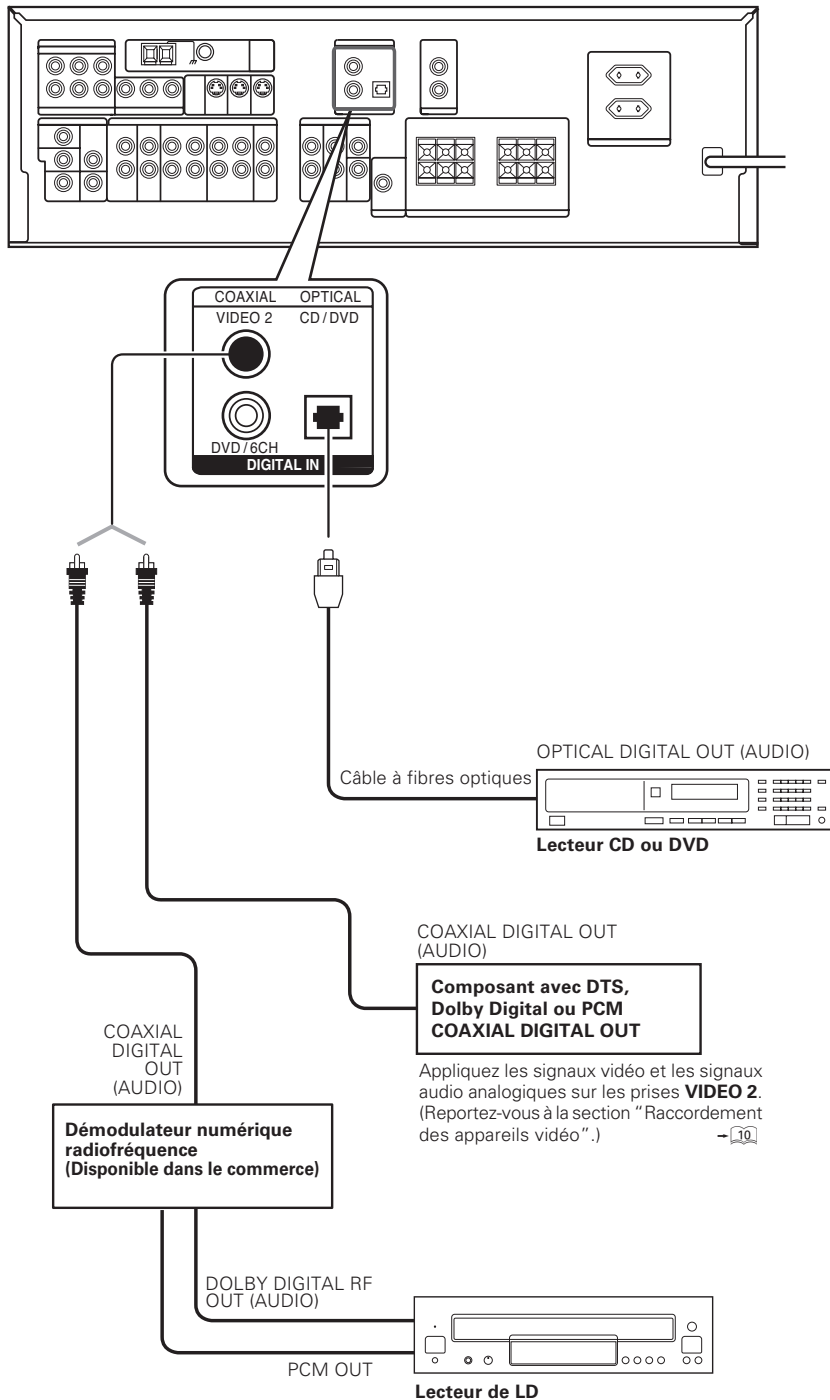 COAXIAL OPTICAL
VIDEO 2 CD / DVD
DVD / 6CH
DIGITAL IN
OPTICAL DIGITAL OUT (AUDIO)
Câble à fibres optiques
Lecteur CD ou DVD
COAXIAL DIGITAL OUT
(AUDIO)
Composant avec DTS,
Dolby Digital ou PCM
COAXIAL DIGITAL OUT
Appliquez les signaux vidéo et les signaux
audio analogiques sur les prises VIDEO 2.
(Reportez-vous à la section "Raccordement
des appareils vidéo".) → 10
COAXIAL
DIGITAL
OUT
(AUDIO)
Démodulateur numérique
radiofréquence
(Disponible dans le commerce)
DOLBY DIGITAL RF
OUT (AUDIO)
PCM OUT
Lecteur de LD